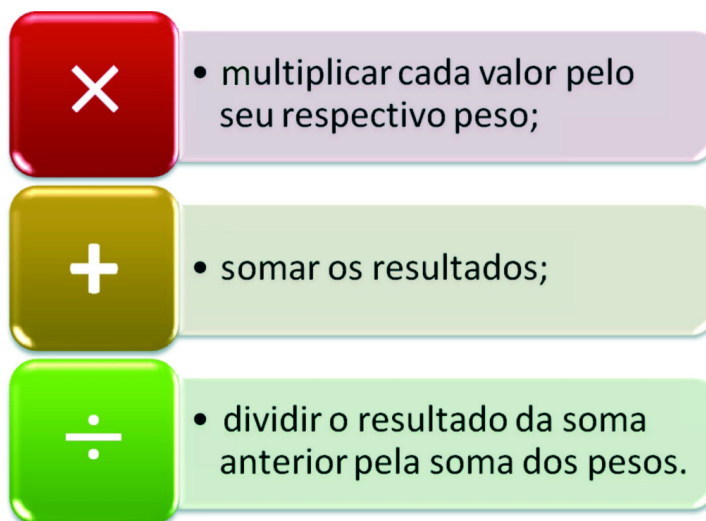 ×
• multiplicar cada valor pelo
seu respectivo peso;
+
• somar os resultados;
÷
• dividir o resultado da soma
anterior pela soma dos pesos.